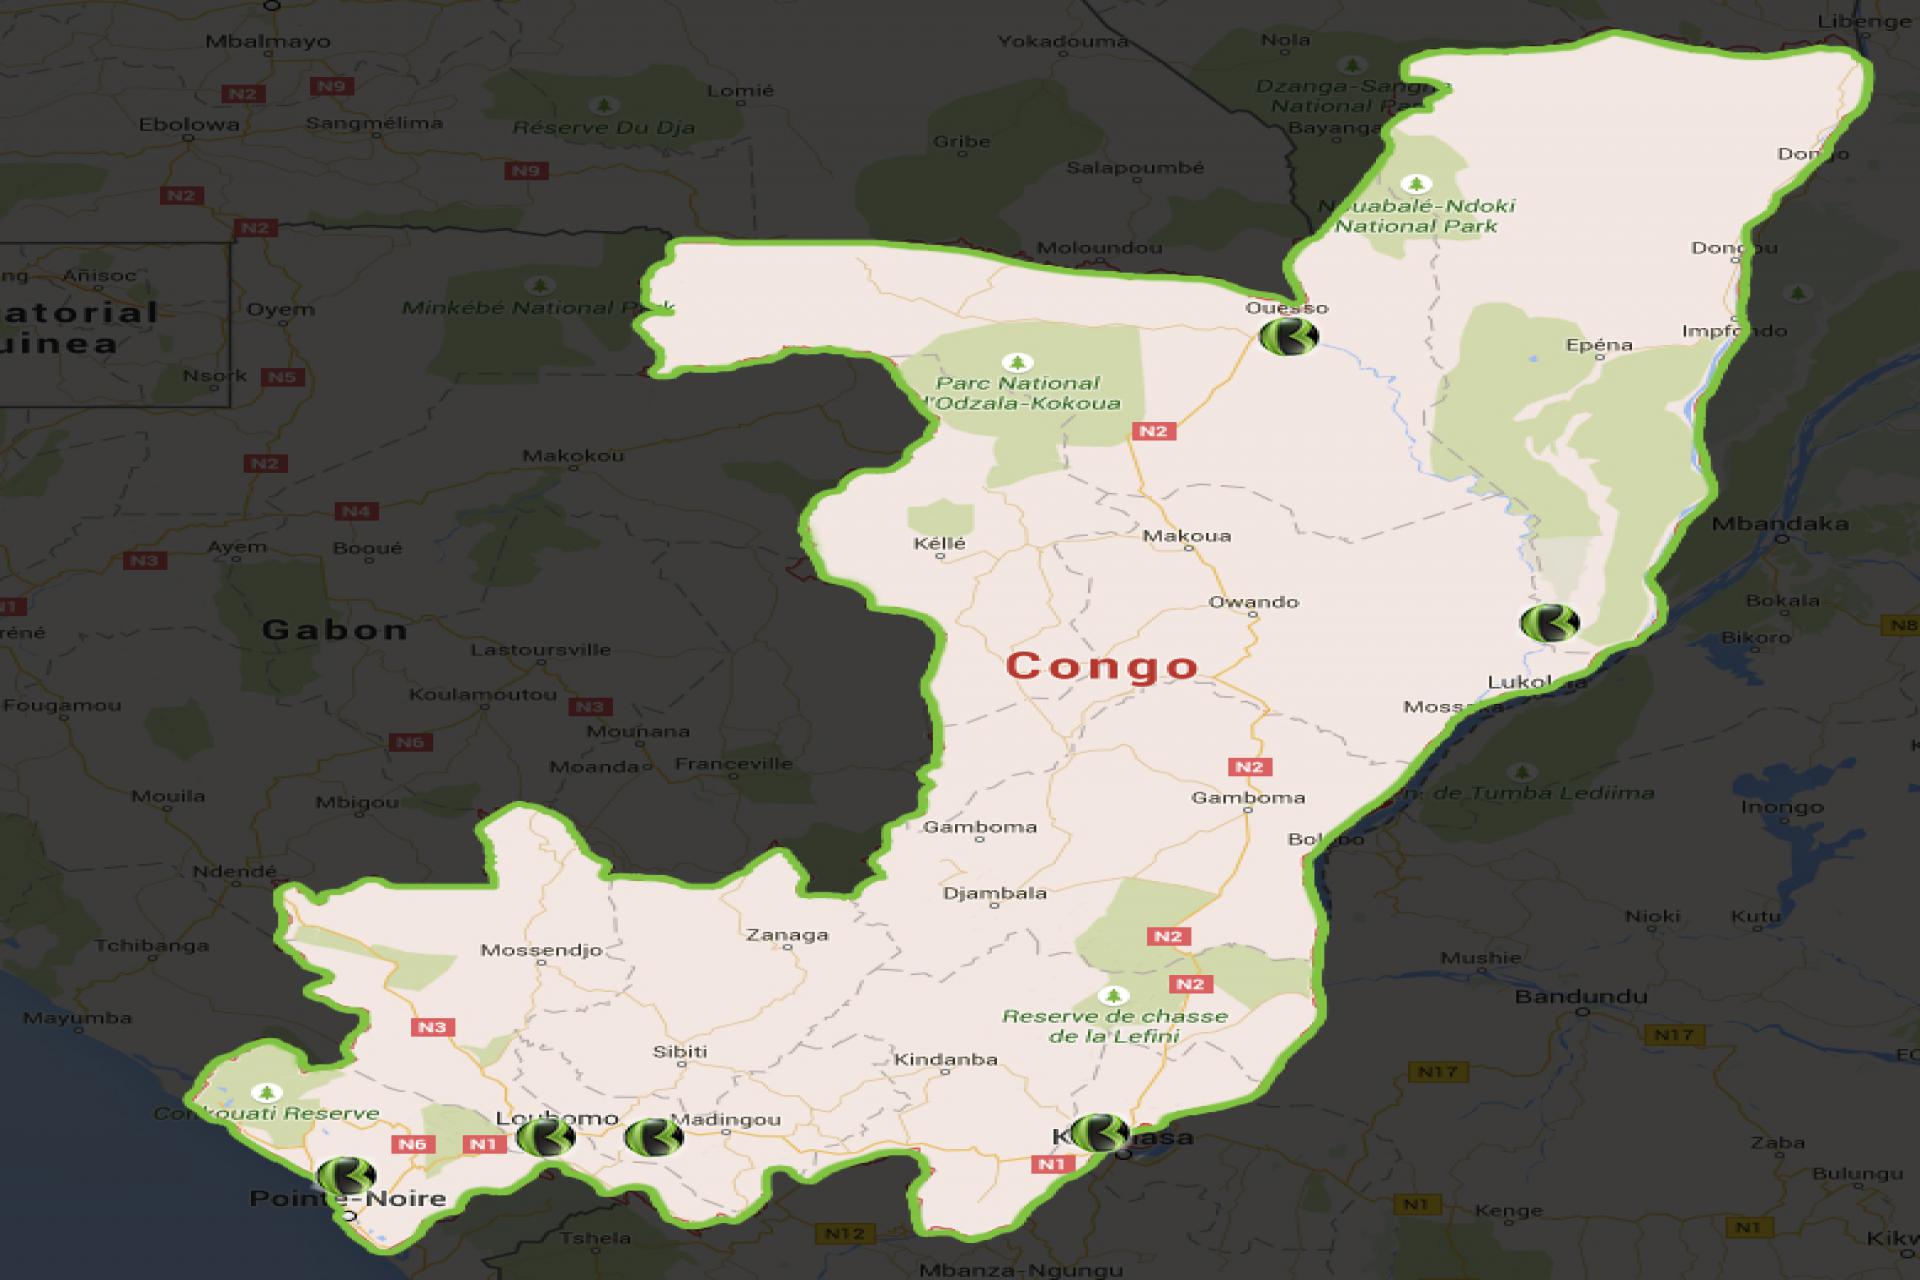 Libenge
Mbalmayo
Yokadouma
Nola
N2
N9
Lomié
Dzanga-Sangha
National Park
Ebolowa
Sangmélima
Réserve Du Dja
Bayanga
Gribe
Dongo
N9
Salapoumbé
N2
Nouabalé-Ndoki
National Park
N2
Moloundou
Dongou
Añisoc
Oyem
Minkébé National Park
Ouesso
atorial
uinea
Impfondo
Epéna
Nsork
N5
Parc National
d'Odzala-Kokoua
N2
Makokou
N2
N4
Mbandaka
Makoua
Ayem
Booué
Kéllé
N3
Owando
Bokala
N1
N8
Gabon
Bikoro
Lastoursville
Congo
Lukolela
Koulamoutou
Fougamou
N3
Mossaka
Mounana
N6
Moanda
Franceville
N2
n. de Tumba Lediima
Mouila
Mbigou
Gamboma
Inongo
Gamboma
Bolobo
Ndendé
Djambala
Nioki
Kutu
Zanaga
N2
Tchibanga
Mossendjo
Mushie
N2
Bandundu
Mayumba
Reserve de chasse
de la Lefini
N3
N17
Sibiti
Kindanba
N17
Conkouati Reserve
Loubomo
Madingou
N6
N1
Kinshasa
Zaba
N1
Bulungu
Pointe-Noire
N1
Kenge
N1
Tshela
N12
Kikw
Mbanza-Ngungu